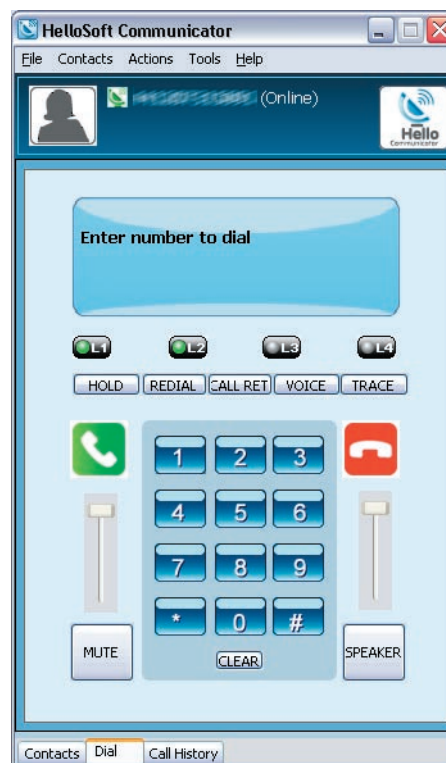 HelloSoft Communicator
File Contacts Actions Tools Help
(Online)
Hello
Communicator
Enter number to dial
L1 L2 L3 L4
HOLD REDIAL CALL RET VOICE TRACE
1 2 3
4 5 6
7 8 9
* 0 #
MUTE CLEAR SPEAKER
Contacts Dial Call History